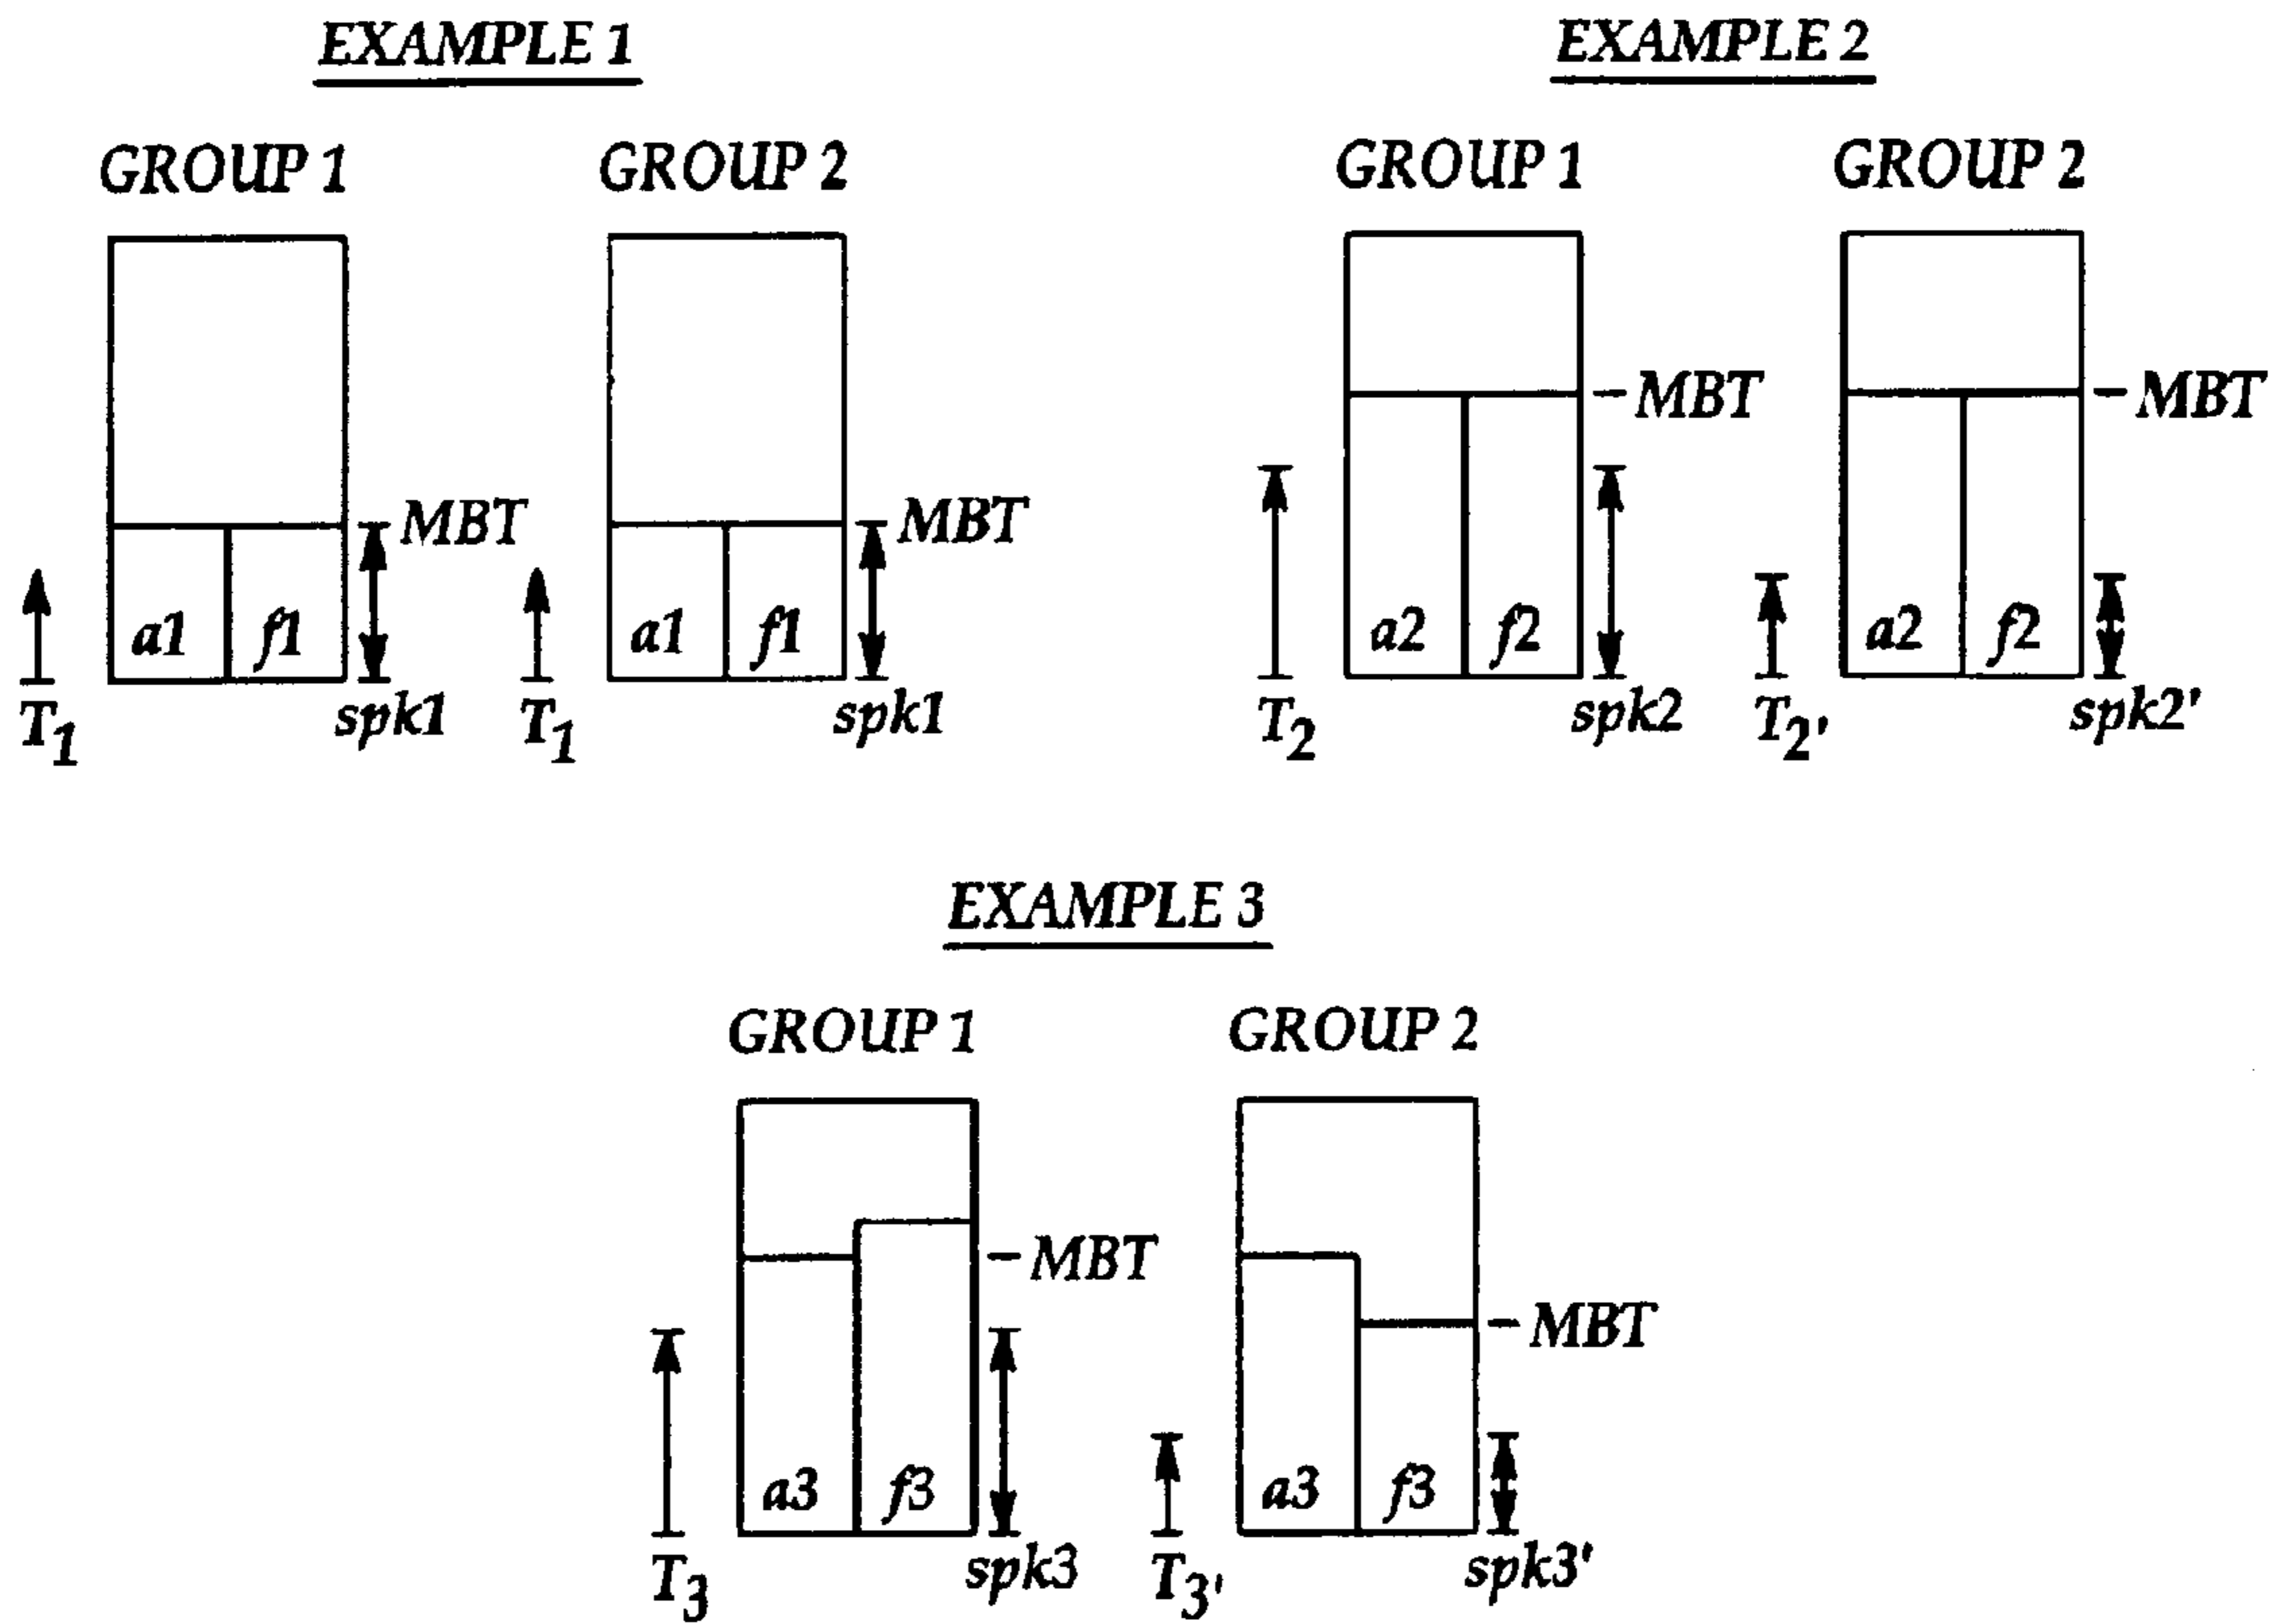 EXAMPLE 1
GROUP 1 GROUP 2
MBT MBT
a1 f1 a1 f1
T1 spk1 T1 spk1
EXAMPLE 2
GROUP 1 GROUP 2
MBT MBT
a2 f2 a2 f2
T2 spk2 T2' spk2'
EXAMPLE 3
GROUP 1 GROUP 2
MBT
MBT
a3 f3 a3 f3
T3 spk3 T3' spk3'